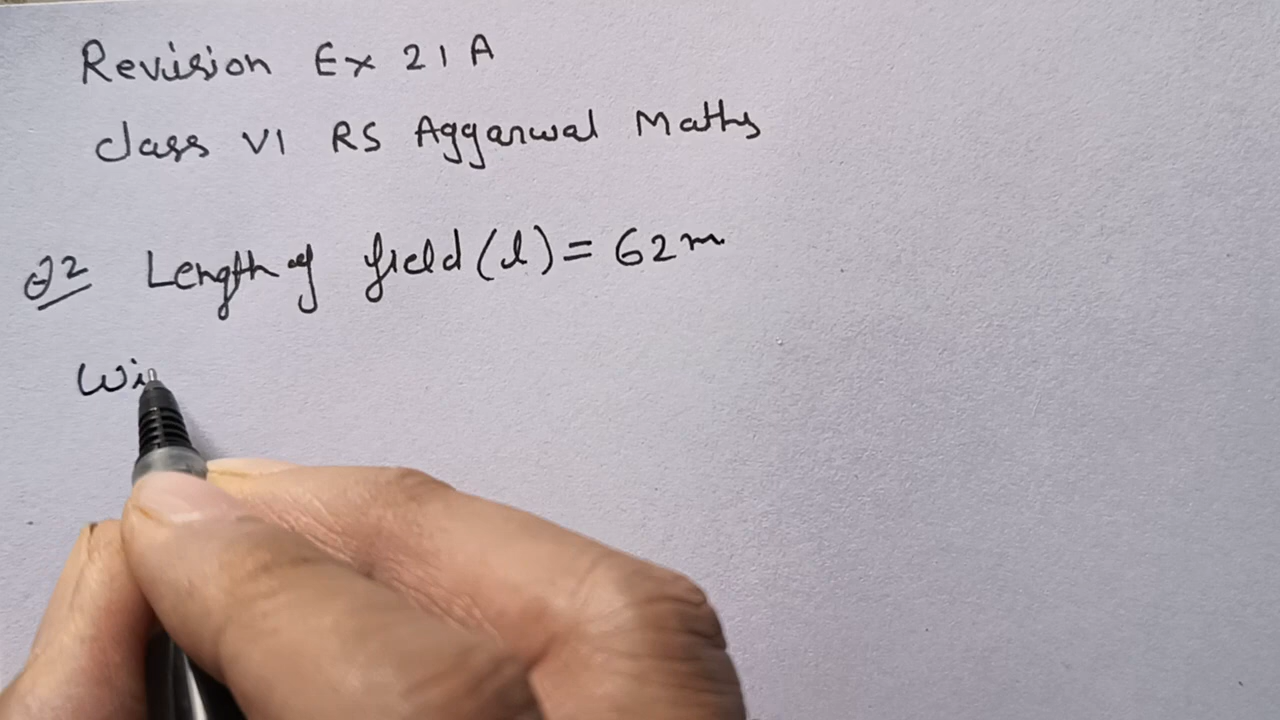 Revision Ex 21A
class VI RS Aggarwal Maths
Q2 Length of field (l) = 62m
Wi